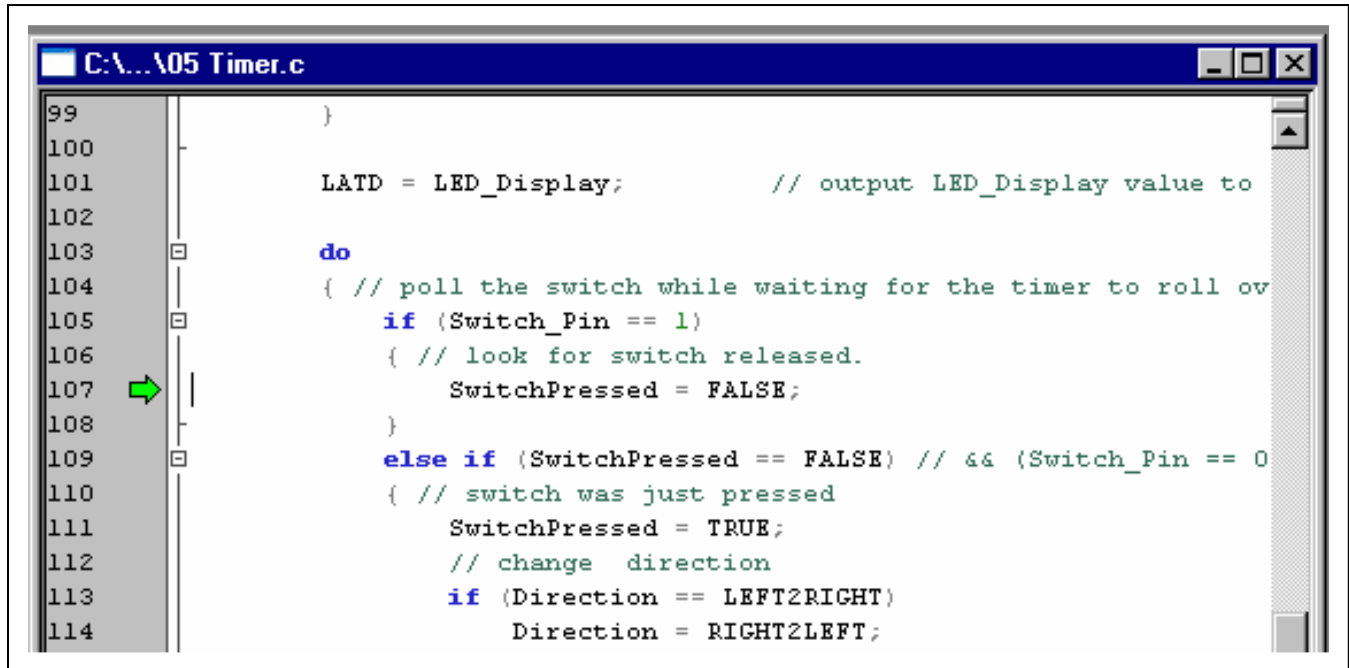 C:\...\05 Timer.c
99 }
100
101 LATD = LED_Display; // output LED_Display value to
102
103 do
104 { // poll the switch while waiting for the timer to roll ov
105 if (Switch_Pin == 1)
106 { // look for switch released.
107 SwitchPressed = FALSE;
108 }
109 else if (SwitchPressed == FALSE) // && (Switch_Pin == 0
110 { // switch was just pressed
111 SwitchPressed = TRUE;
112 // change  direction
113 if (Direction == LEFT2RIGHT)
114 Direction = RIGHT2LEFT;